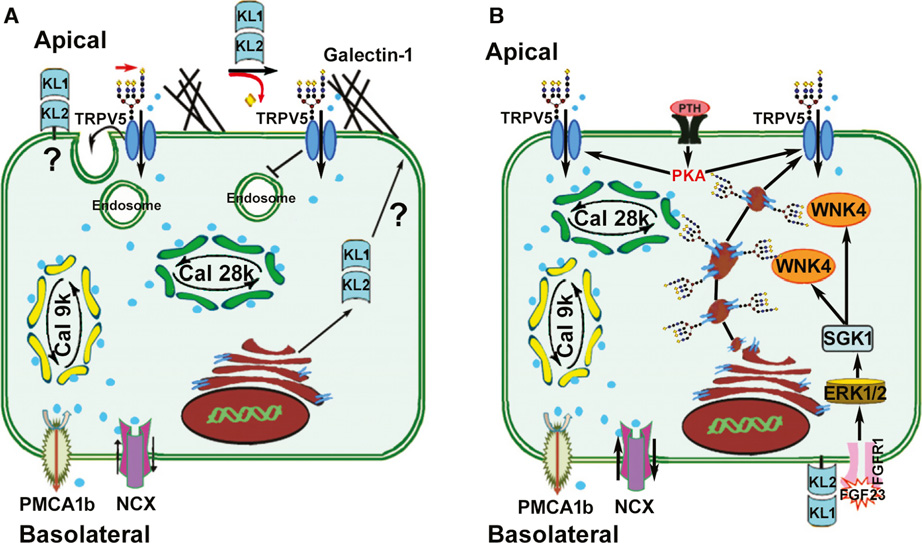 A
Apical
KL1
KL2
Galectin-1
KL1
KL2
TRPV5
TRPV5
?
Endosome
Endosome
?
Cal 28k
KL1
KL2
Cal 9k
PMCA1b
NCX
Basolateral
B
Apical
TRPV5
PTH
TRPV5
PKA
Cal 28k
WNK4
WNK4
Cal 9k
SGK1
ERK1/2
FGFR1
KL2
KL1
FGF23
PMCA1b
NCX
Basolateral